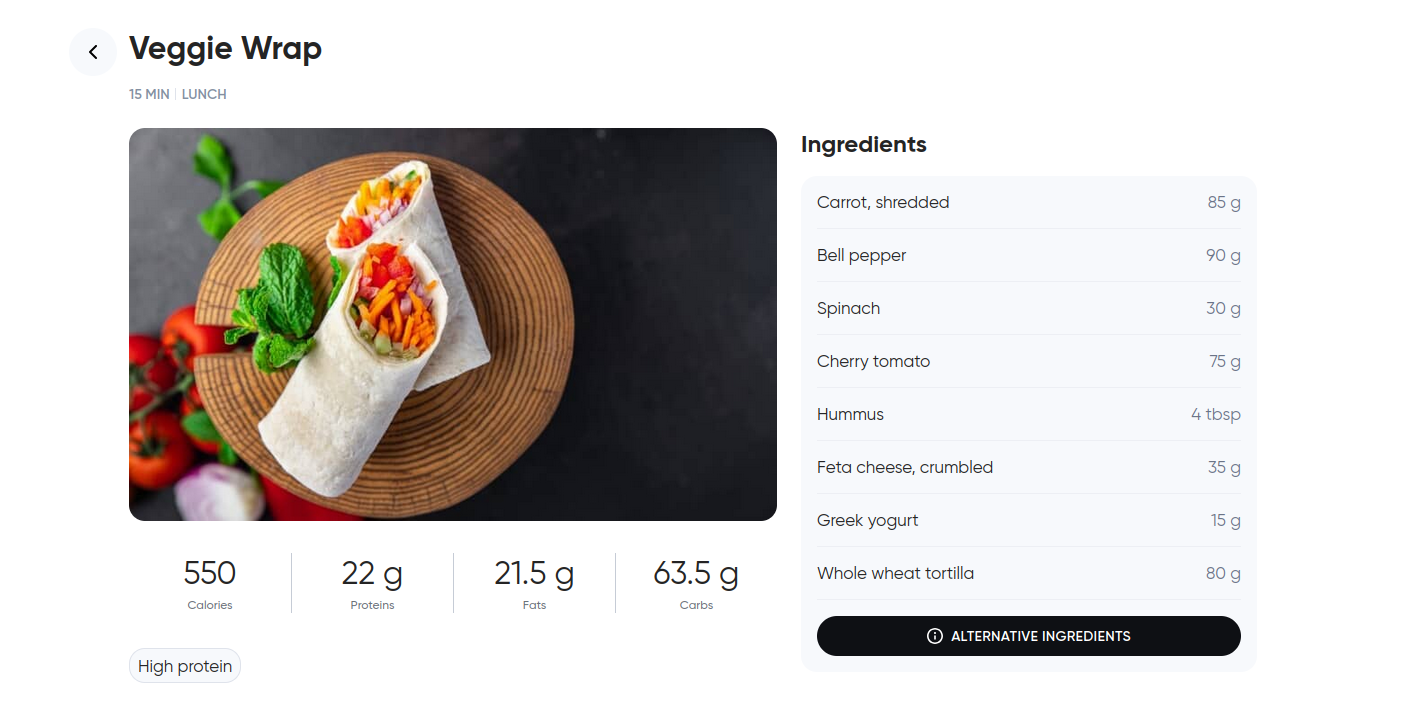 Veggie Wrap
15 MIN | LUNCH
Ingredients
Carrot, shredded 85 g
Bell pepper 90 g
Spinach 30 g
Cherry tomato 75 g
Hummus 4 tbsp
Feta cheese, crumbled 35 g
Greek yogurt 15 g
Whole wheat tortilla 80 g
ALTERNATIVE INGREDIENTS
550 22 g 21.5 g 63.5 g
Calories Proteins Fats Carbs
High protein